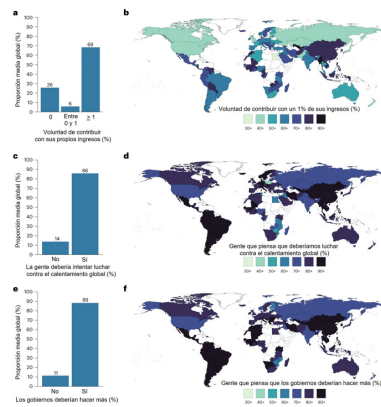 a
Proporción media global (%)
80
60
40
20
0
26
6
69
0
Entre
0 y 1
≥ 1
Voluntad de contribuir
con sus propios ingresos (%)
b
Voluntad de contribuir con un 1% de sus ingresos (%)
30+ 40+ 50+ 60+ 70+ 80+ 90+
c
Proporción media global (%)
100
80
60
40
20
0
14
86
No
Sí
La gente debería intentar luchar
contra el calentamiento global (%)
d
Gente que piensa que deberíamos luchar
contra el calentamiento global (%)
30+ 40+ 50+ 60+ 70+ 80+ 90+
e
Proporción media global (%)
100
80
60
40
20
0
11
89
No
Sí
Los gobiernos deberían hacer más (%)
f
Gente que piensa que los gobiernos deberían hacer más (%)
30+ 40+ 50+ 60+ 70+ 80+ 90+